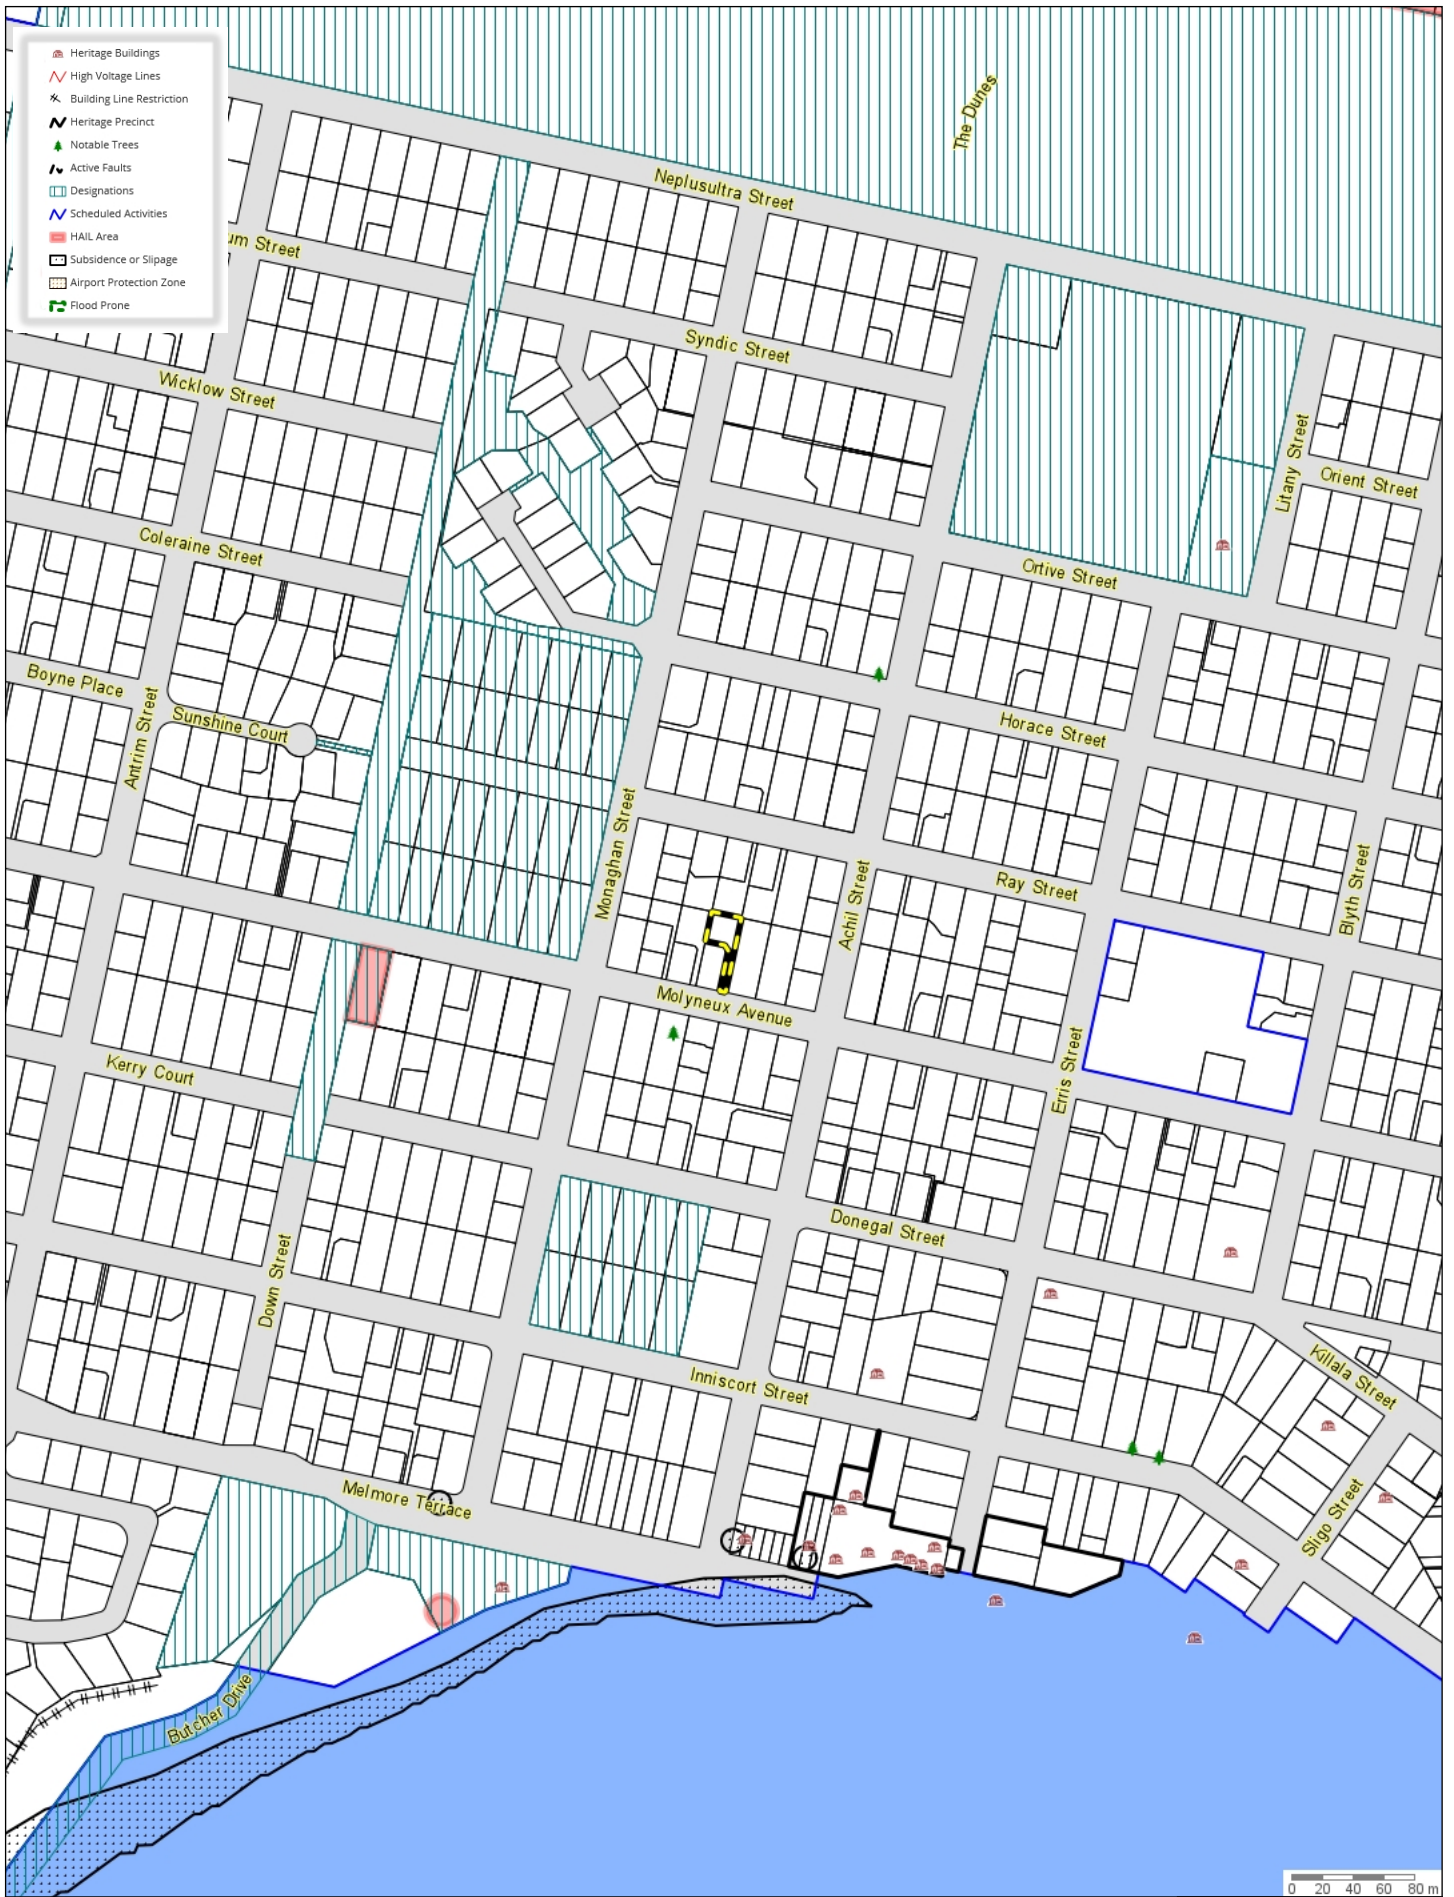 Heritage Buildings
High Voltage Lines
Building Line Restriction
Heritage Precinct
Notable Trees
Active Faults
Designations
Scheduled Activities
HAIL Area
Subsidence or Slipage
Airport Protection Zone
Flood Prone
The Dunes
Neplusultra Street
um Street
Syndic Street
Wicklow Street
Litany Street
Orient Street
Coleraine Street
Ortive Street
Boyne Place
Antrim Street
Sunshine Court
Horace Street
Monaghan Street
Achil Street
Ray Street
Blyth Street
Molyneux Avenue
Kerry Court
Erris Street
Donegal Street
Down Street
Killala Street
Inniscort Street
Melmore Terrace
Sligo Street
Butcher Drive
0 20 40 60 80 m